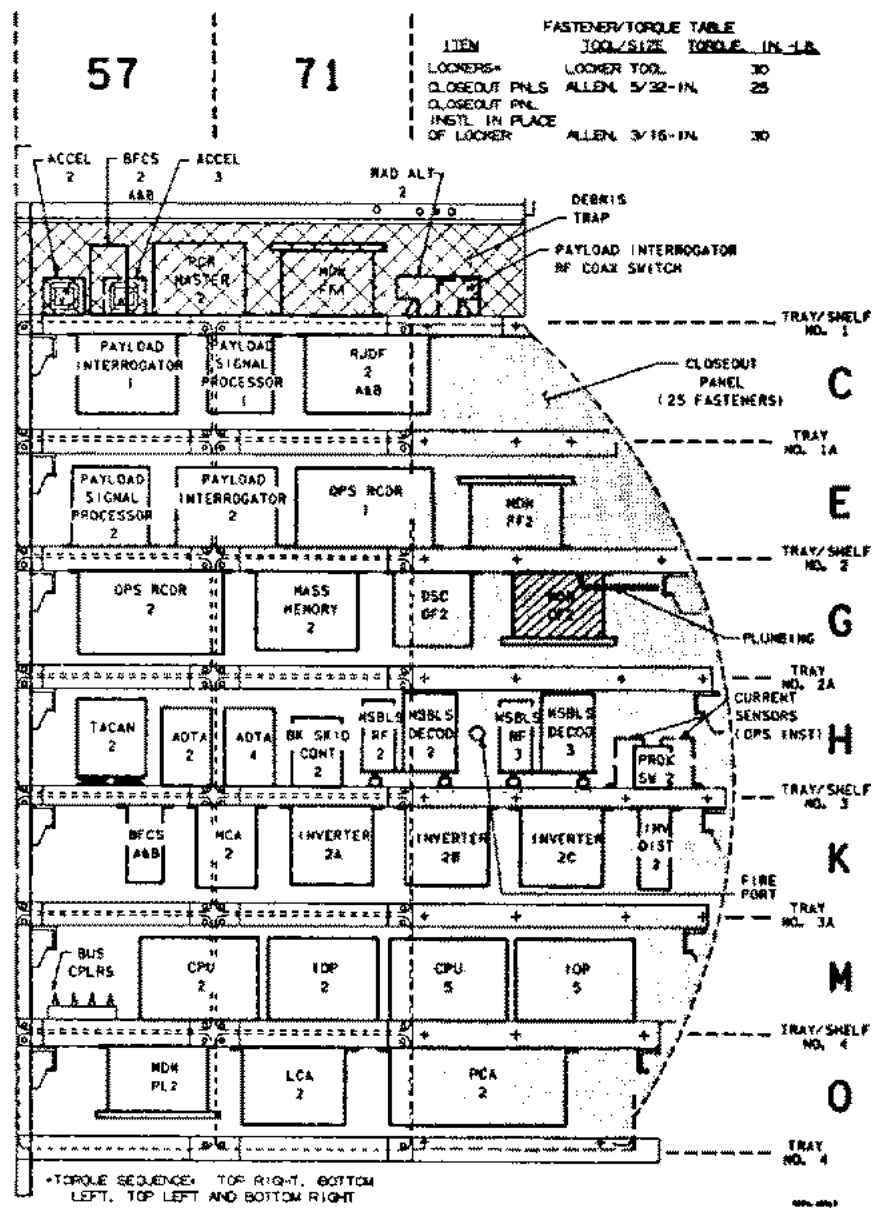 57
71
FASTENER/TORQUE TABLE
ITEM TOOL/SIZE TORQUE, IN.-LB.
LOCKERS* LOCKER TOOL 30
CLOSEOUT PNLS ALLEN, 5/32-IN. 25
CLOSEOUT PNL
INSTL IN PLACE
OF LOCKER ALLEN, 3/16-IN. 30
ACCEL
2
BFCS
2
A&B
ACCEL
3
RAD ALT
2
DEBRIS
TRAP
PAYLOAD INTERROGATOR
RF COAX SWITCH
PCM
MASTER
2
MDM
TRAY/SHELF
NO. 1
PAYLOAD
INTERROGATOR
1
PAYLOAD
SIGNAL
PROCESSOR
1
RJDF
2
A&B
CLOSEOUT
PANEL
(25 FASTENERS)
C
TRAY
NO. 1A
PAYLOAD
SIGNAL
PROCESSOR
2
PAYLOAD
INTERROGATOR
2
OPS RCDR
1
MDM
FF2
E
TRAY/SHELF
NO. 2
OPS RCDR
2
MASS
MEMORY
2
DSC
OF2
MDM
OF2
PLUMBING
G
TRAY
NO. 2A
TACAN
2
ADTA
2
ADTA
4
BK SKID
CONT
2
MSBLS
RF
2
MSBLS
DECOD
2
MSBLS
RF
3
MSBLS
DECOD
3
PROX
SW 2
CURRENT
SENSORS
(OPS INST)
H
TRAY/SHELF
NO. 3
BFCS
A&B
MCA
2
INVERTER
2A
INVERTER
2B
INVERTER
2C
INV
DIST
2
K
FIRE
PORT
TRAY
NO. 3A
BUS
CPLRS
CPU
2
IOP
2
CPU
5
IOP
5
M
TRAY/SHELF
NO. 4
MDM
PL2
LCA
2
PCA
2
O
TRAY
NO. 4
*TORQUE SEQUENCE: TOP RIGHT, BOTTOM
LEFT, TOP LEFT AND BOTTOM RIGHT